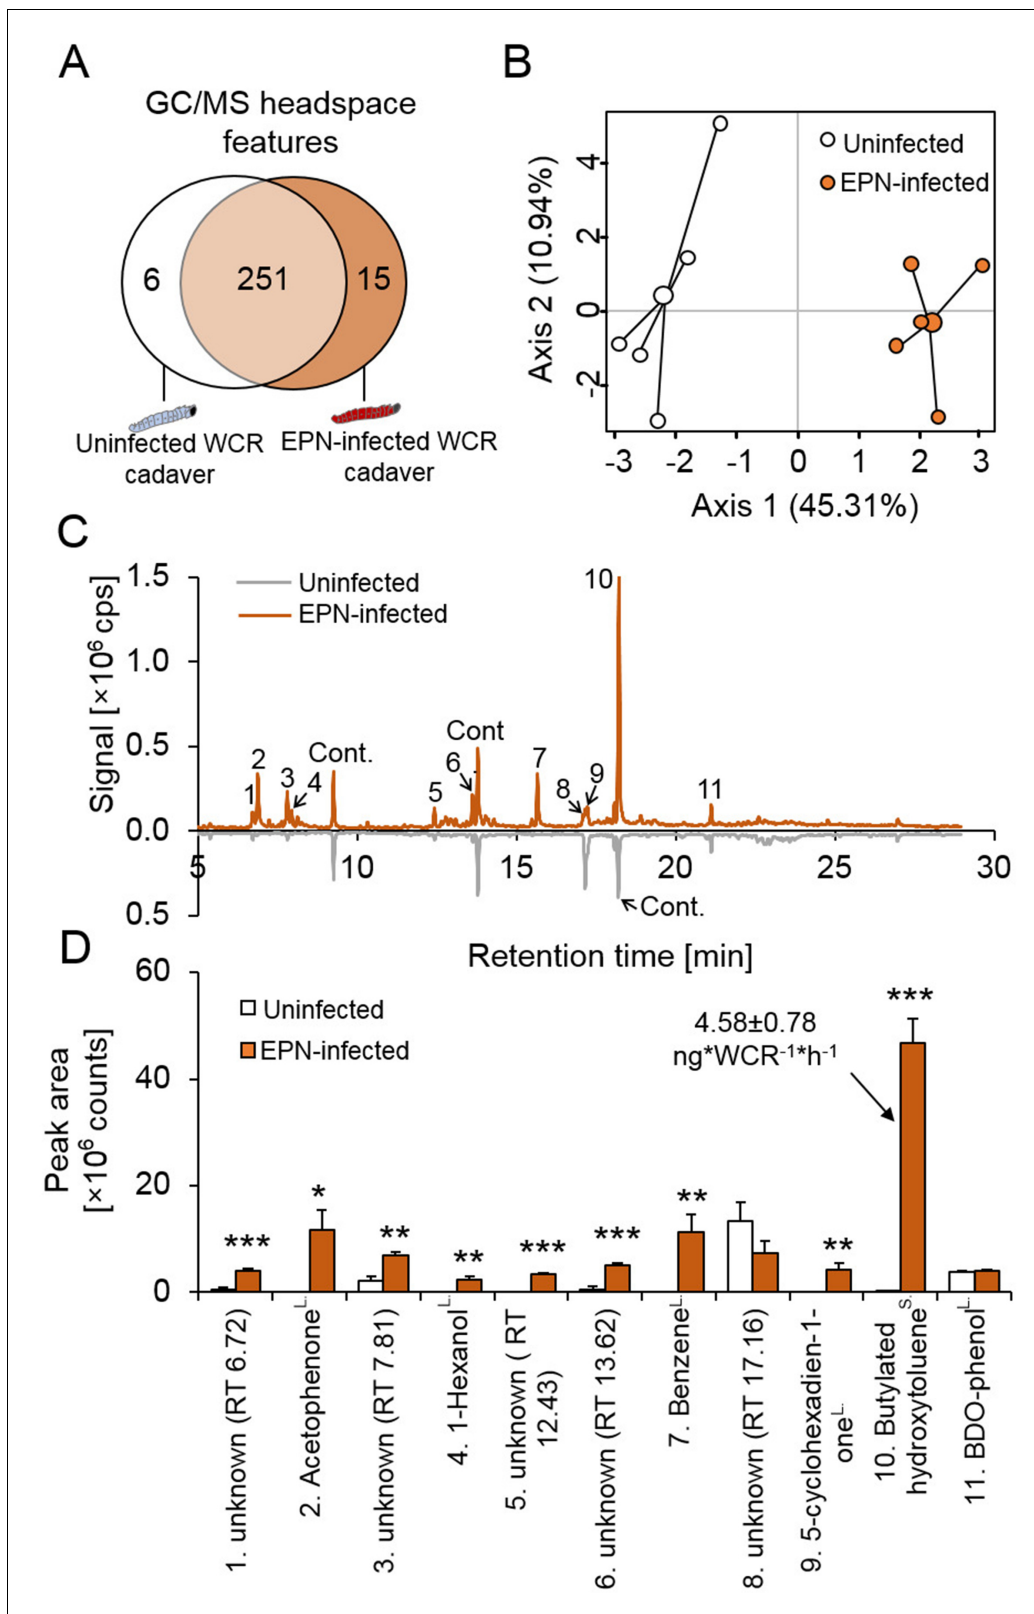 A
GC/MS headspace
features
6
251
15
Uninfected WCR
cadaver
EPN-infected WCR
cadaver
B
Axis 2 (10.94%)
4
2
0
-2
Uninfected
EPN-infected
-3 -2 -1 0 1 2 3
Axis 1 (45.31%)
C
Signal [×10⁶ cps]
1.5
1.0
0.5
0.0
0.5
Uninfected
EPN-infected
1
2
3
4
Cont.
5
6
Cont
7
8
9
10
11
Cont.
5 10 15 20 25 30
Retention time [min]
D
Peak area
[×10⁶ counts]
60
40
20
0
Uninfected
EPN-infected
4.58±0.78
ng*WCR⁻¹*h⁻¹
***
*
**
**
***
***
**
**
***
1. unknown (RT 6.72)
2. AcetophenoneL.
3. unknown (RT 7.81)
4. 1-HexanolL.
5. unknown ( RT
12.43)
6. unknown (RT 13.62)
7. BenzeneL.
8. unknown (RT 17.16)
9. 5-cyclohexadien-1-
oneL.
10. Butylated
hydroxytolueneS.
11. BDO-phenolL.